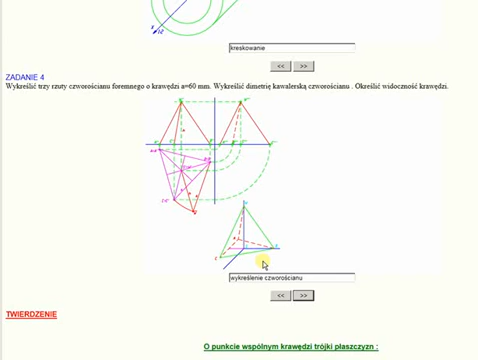 kreskowanie
<< >>
ZADANIE 4
Wykreślić trzy rzuty czworościanu foremnego o krawędzi a=60 mm. Wykreślić dimetrię kawalerską czworościanu . Określić widoczność krawędzi.
wykreślenie czworościanu
<< >>
TWIERDZENIE
O punkcie wspólnym krawędzi trójki płaszczyzn :